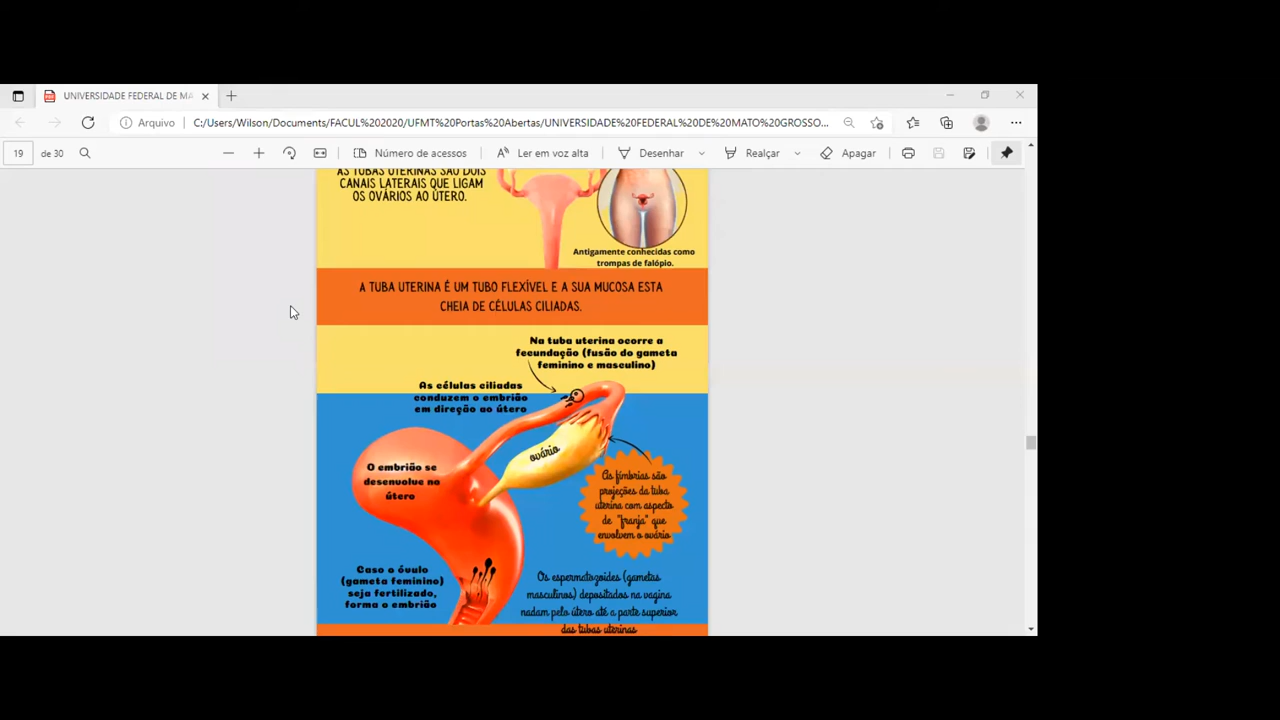 UNIVERSIDADE FEDERAL DE MA
Arquivo
C:/Users/Wilson/Documents/FACUL%202020/UFMT%20Portas%20Abertas/UNIVERSIDADE%20FEDERAL%20DE%20MATO%20GROSSO...
19
de 30
Número de acessos
Ler em voz alta
Desenhar
Realçar
Apagar
AS TUBAS UTERINAS SÃO DOIS
CANAIS LATERAIS QUE LIGAM
OS OVÁRIOS AO ÚTERO.
Antigamente conhecidas como
trompas de falópio.
A TUBA UTERINA É UM TUBO FLEXÍVEL E A SUA MUCOSA ESTA
CHEIA DE CÉLULAS CILIADAS.
Na tuba uterina ocorre a
fecundação (fusão do gameta
feminino e masculino)
As células ciliadas
conduzem o embrião
em direção ao útero
ovário
O embrião se
desenvolve no
útero
As fímbrias são
projeções da tuba
uterina com aspecto
de "franja" que
envolvem o ovário
Caso o óvulo
(gameta feminino)
seja fertilizado,
forma o embrião
Os espermatozoides (gametas
masculinos) depositados na vagina
nadam pelo útero até a parte superior
das tubas uterinas